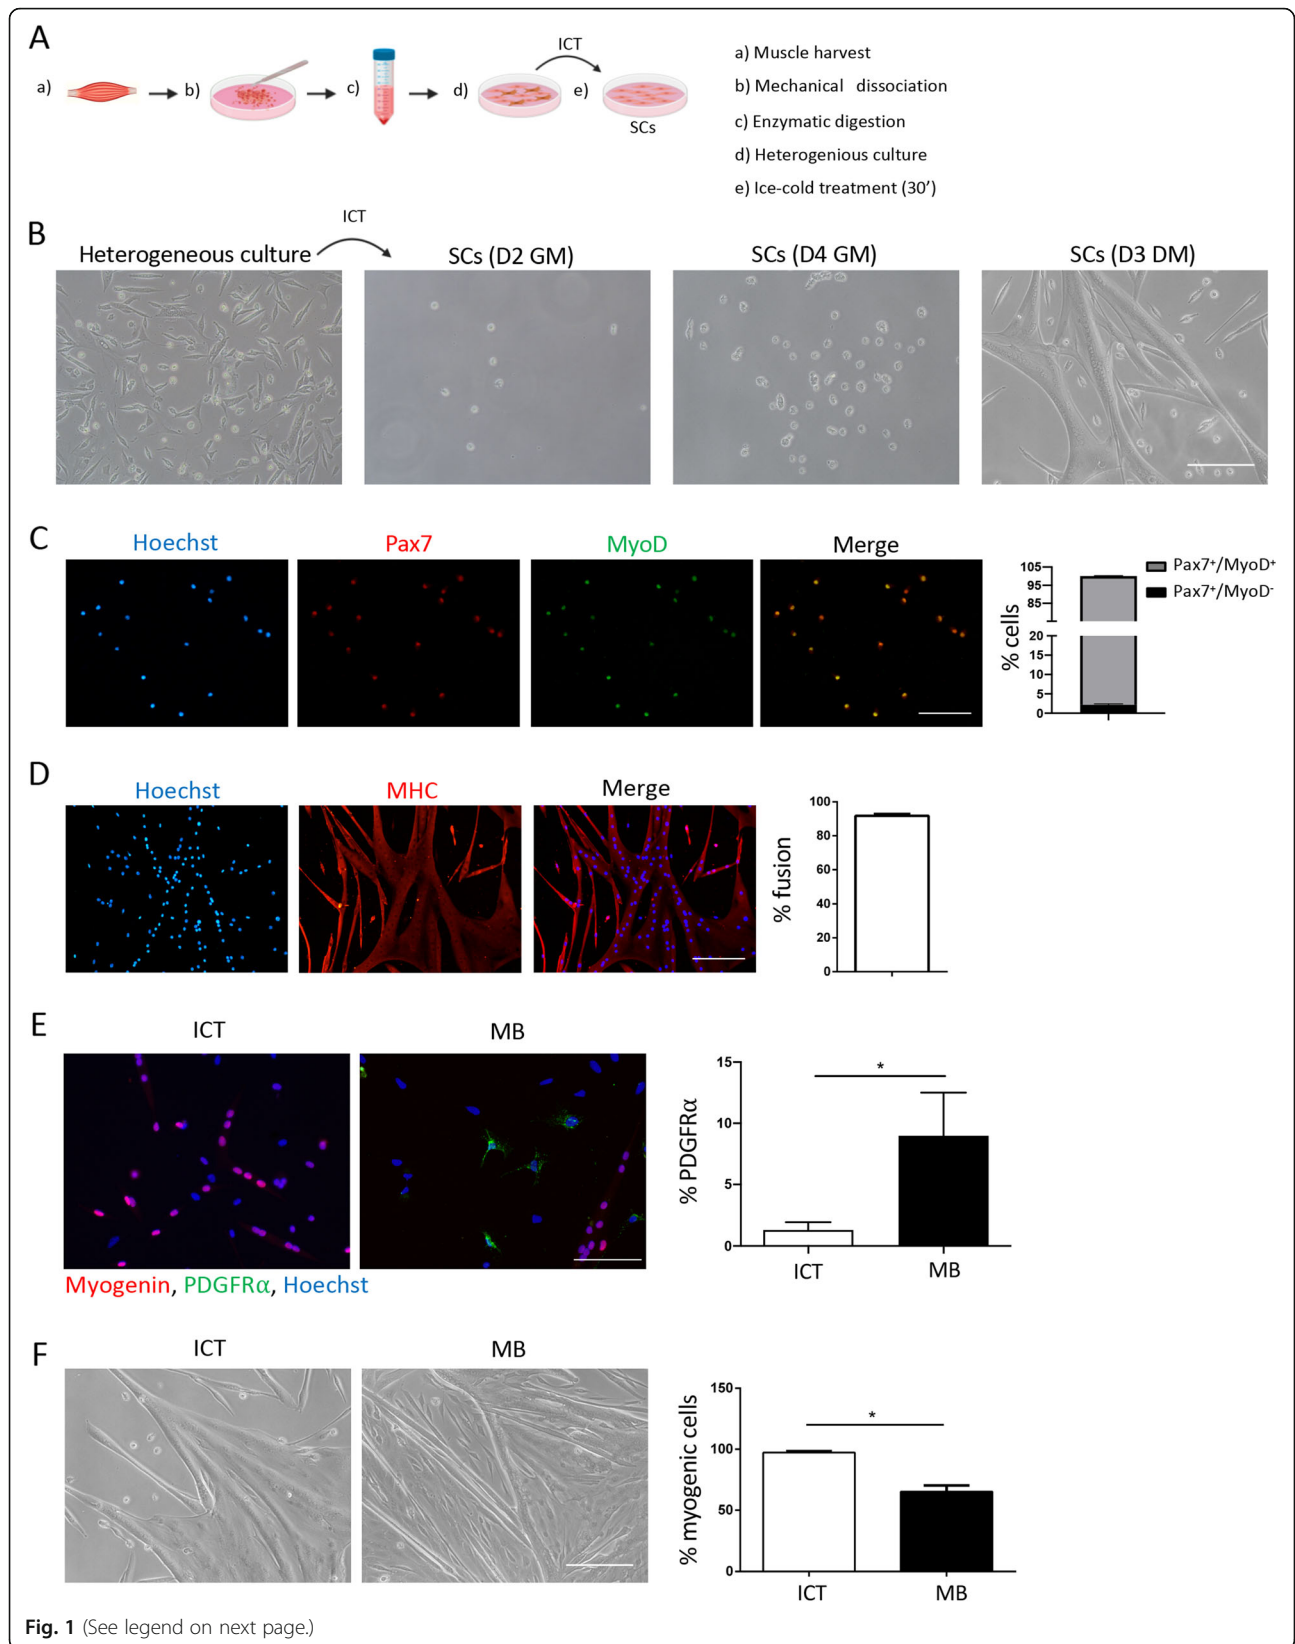 A
ICT
a)
b)
c)
d)
e)
SCs
a) Muscle harvest
b) Mechanical dissociation
c) Enzymatic digestion
d) Heterogenious culture
e) Ice-cold treatment (30’)
B
ICT
Heterogeneous culture
SCs (D2 GM)
SCs (D4 GM)
SCs (D3 DM)
C
Hoechst
Pax7
MyoD
Merge
% cells
105
95
85
20
15
10
5
0
Pax7⁺/MyoD⁺
Pax7⁺/MyoD⁻
D
Hoechst
MHC
Merge
% fusion
100
80
60
40
20
0
E
ICT
MB
Myogenin, PDGFRα, Hoechst
% PDGFRα
15
10
5
0
*
ICT
MB
F
ICT
MB
% myogenic cells
150
100
50
0
*
ICT
MB
Fig. 1 (See legend on next page.)